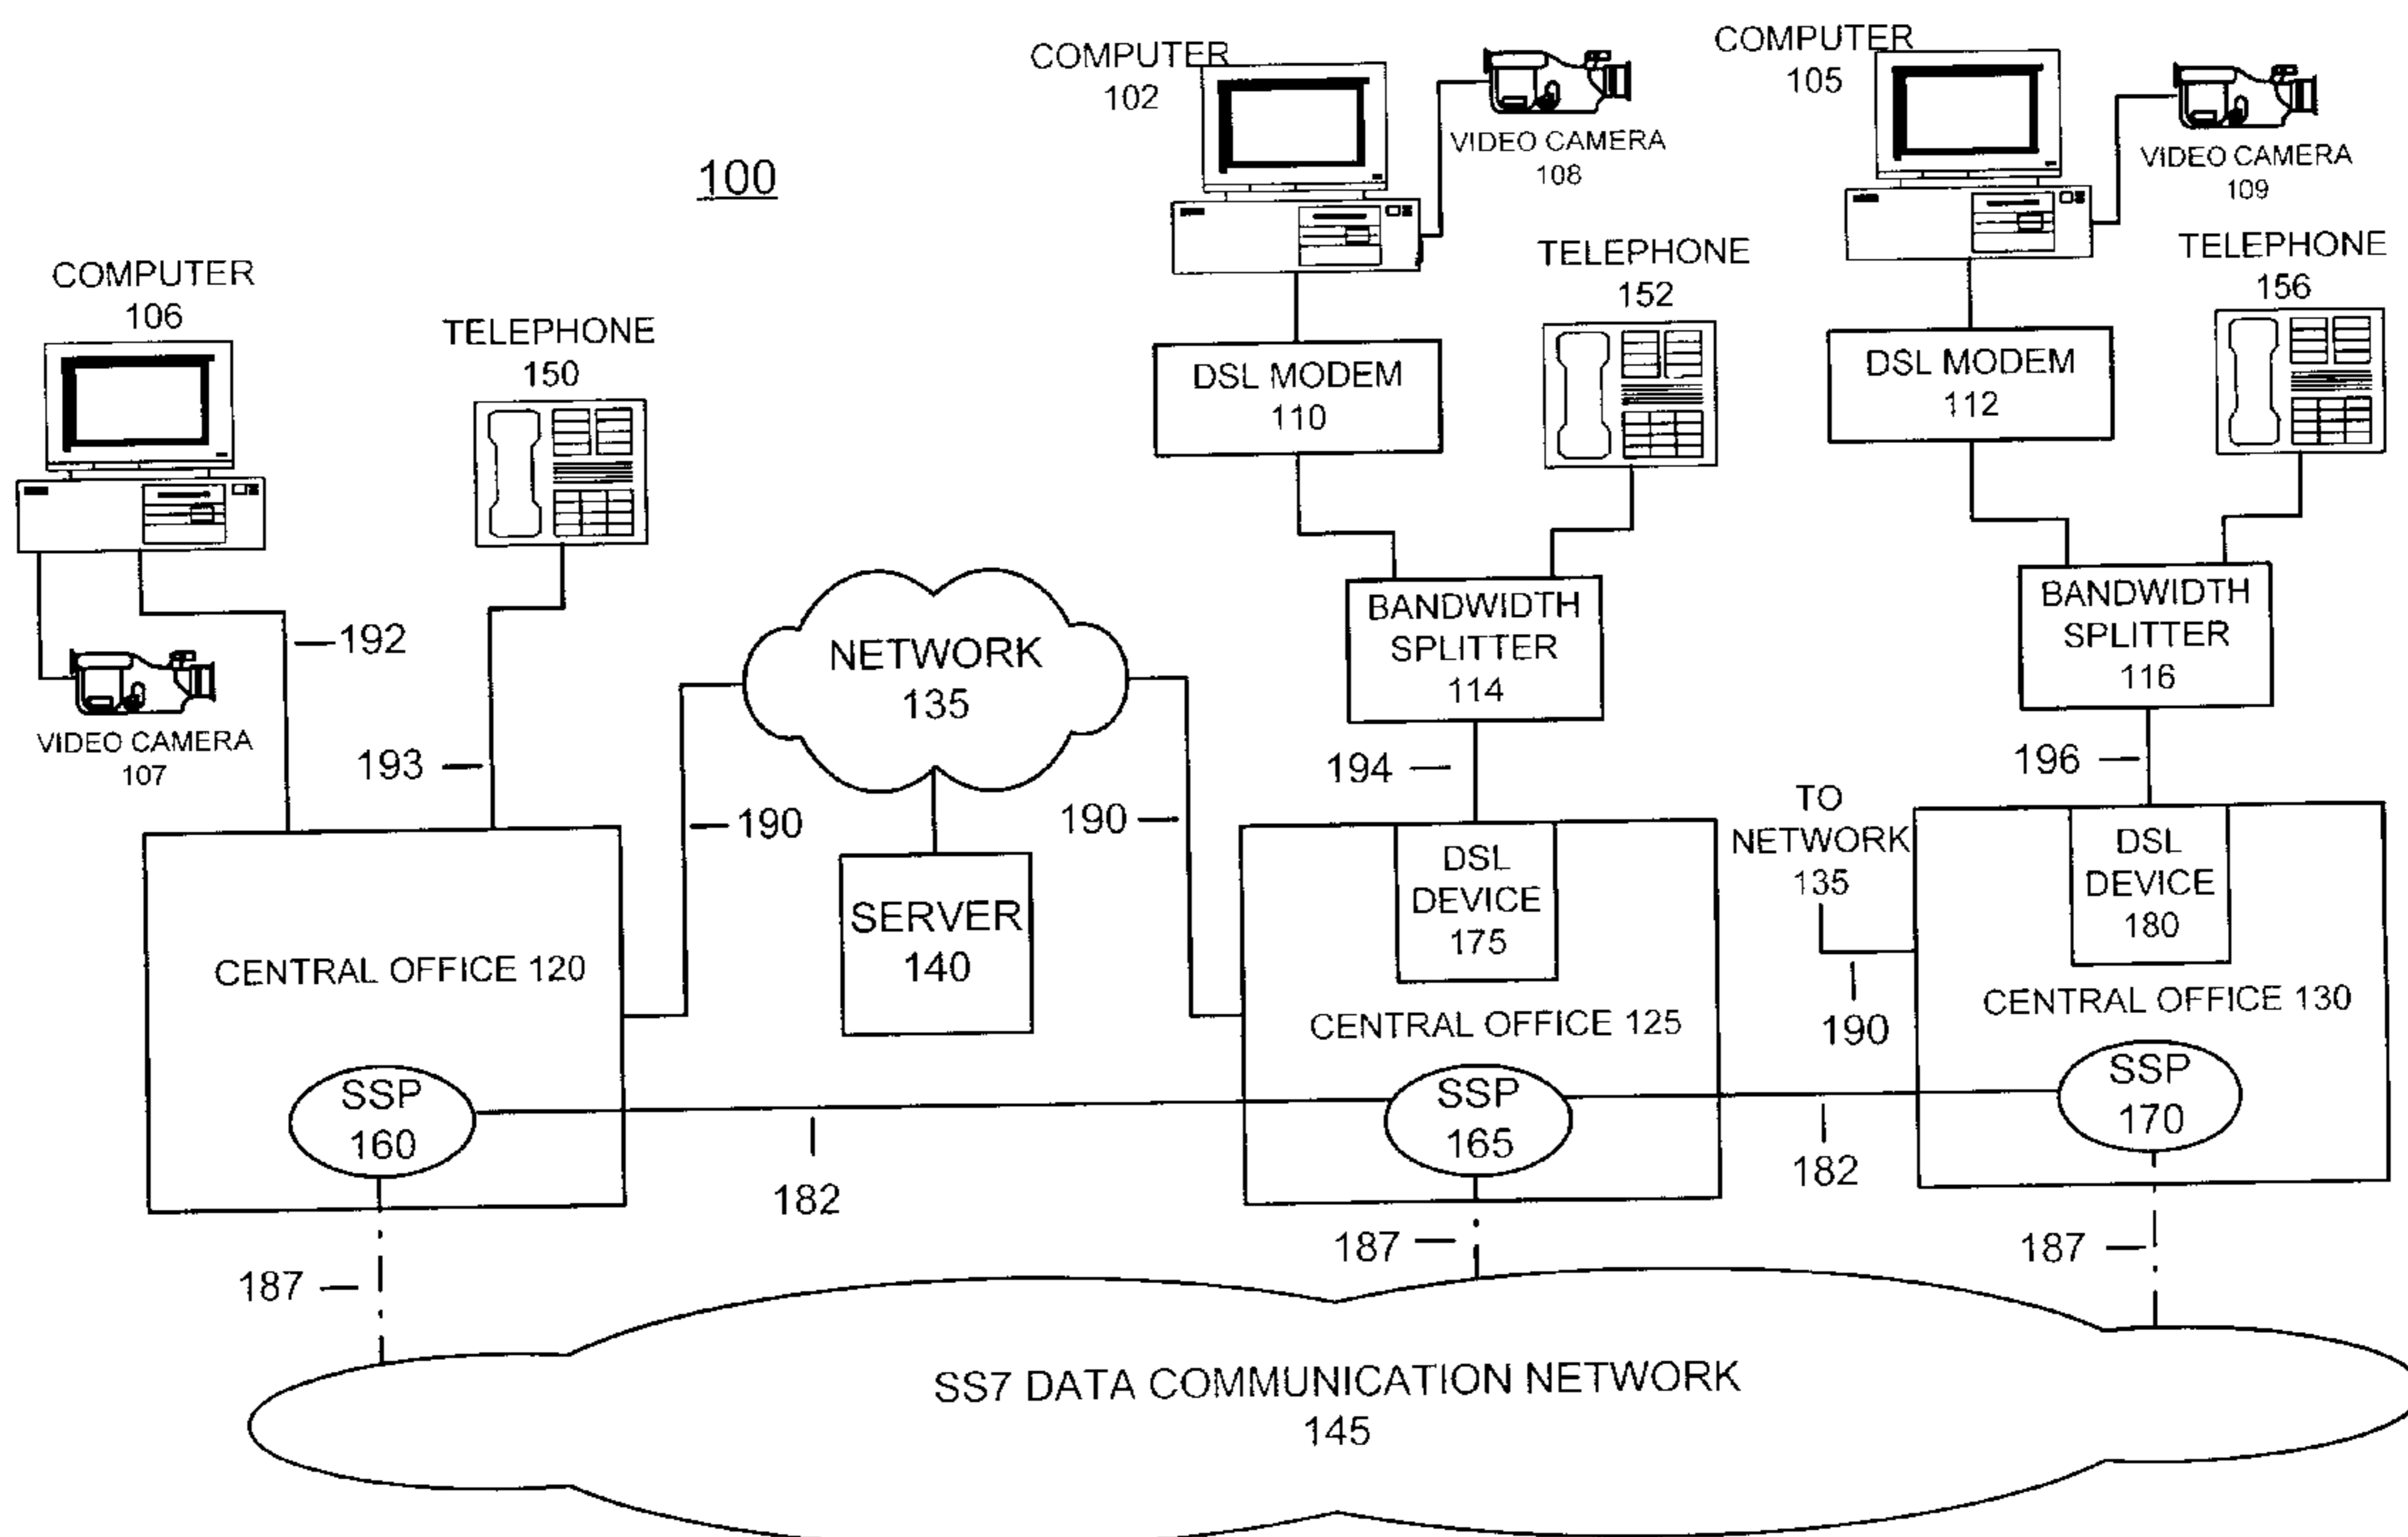 100
COMPUTER
106
TELEPHONE
150
VIDEO CAMERA
107
192
193
COMPUTER
102
VIDEO CAMERA
108
TELEPHONE
152
DSL MODEM
110
BANDWIDTH
SPLITTER
114
194
COMPUTER
105
VIDEO CAMERA
109
TELEPHONE
156
DSL MODEM
112
BANDWIDTH
SPLITTER
116
196
NETWORK
135
190
190
SERVER
140
CENTRAL OFFICE 120
SSP
160
DSL
DEVICE
175
CENTRAL OFFICE 125
SSP
165
TO
NETWORK
135
190
DSL
DEVICE
180
CENTRAL OFFICE 130
SSP
170
182
182
187
187
187
SS7 DATA COMMUNICATION NETWORK
145